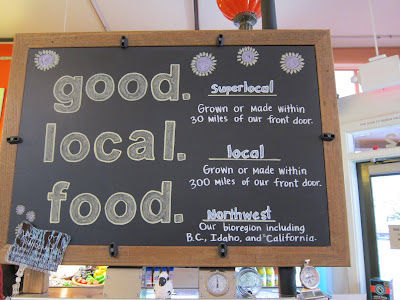 good.
local.
food.
Superlocal
Grown or Made within
30 miles of our front door.
local
Grown or Made within
300 Miles of our front door.
Northwest
Our bioregion including
B.C., Idaho, and California.